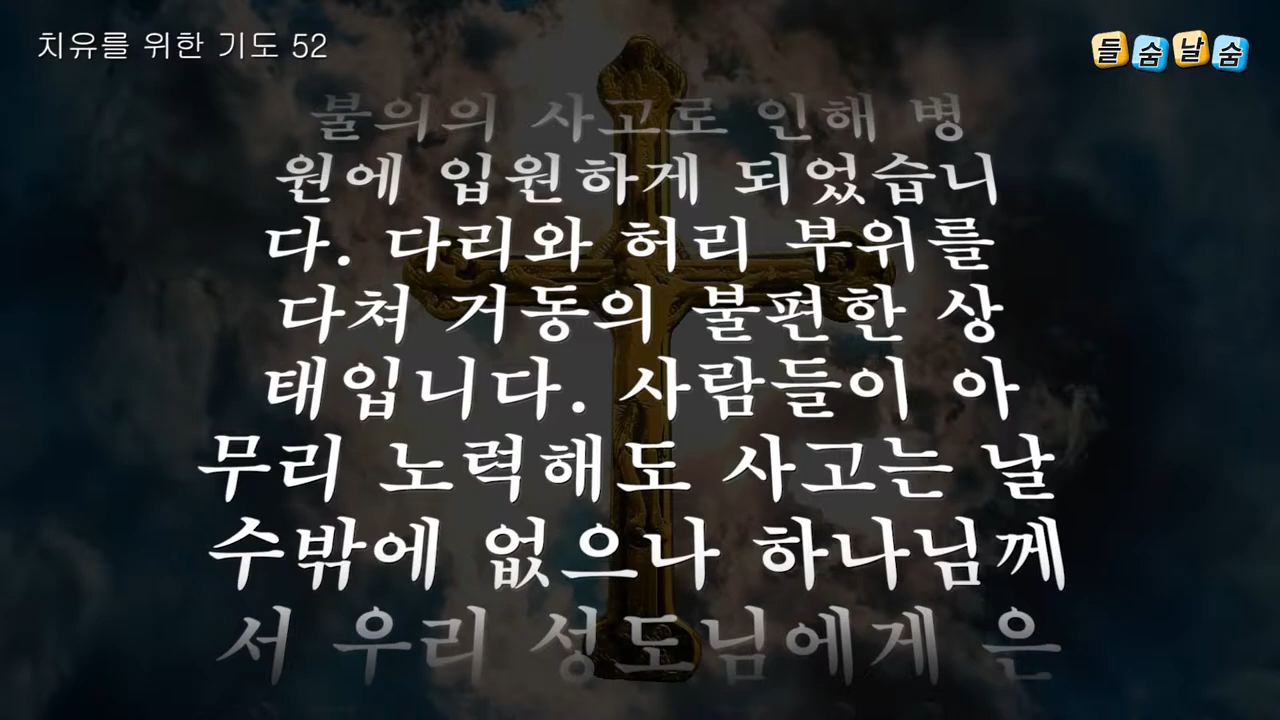 치유를 위한 기도 52
들숨날숨
불의의 사고로 인해 병
원에 입원하게 되었습니
다. 다리와 허리 부위를
다쳐 거동의 불편한 상
태입니다. 사람들이 아
무리 노력해도 사고는 날
수밖에 없으나 하나님께
서 우리 성도님에게 은